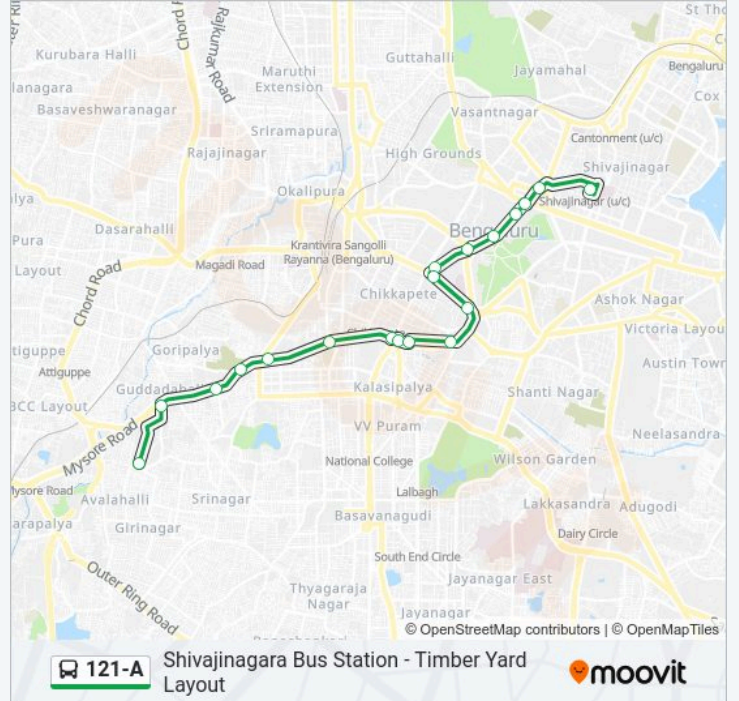 St
Kurubara Halli
Chord
Rajkumar Road
Maruthi
Extension
Guttahalli
Jayamahal
Bengaluru
Cox
Basaveshwaranagar
Vasantnagar
Sriramapura
Cantonment (u/c)
Rajajinagar
High Grounds
Shivajinagar
Okalipura
Shivajinagar (u/c)
Dasarahalli
Bengaluru
Krantivira Sangolli
Rayanna (Bengaluru)
Layout
Magadi Road
Chord Road
Chikkapete
Ashok Nagar
Victoria Layou
Goripalya
Attiguppe
Austin Town
Guddadahalli
Kalasipalya
Shanti Nagar
BCC Layout
VV Puram
Neelasandra
Mysore Road
National College
Wilson Garden
Mysore Road
Lalbagh
Avalahalli
Srinagar
Lakkasandra
Adugodi
arapalya
Girinagar
Basavanagudi
Dairy Circle
South End Circle
Outer Ring Road
Jayanagar East
Thyagaraja
Nagar
Jayanagar
© OpenStreetMap contributors | © OpenMapTiles
121-A
Shivajinagara Bus Station - Timber Yard
Layout
moovit